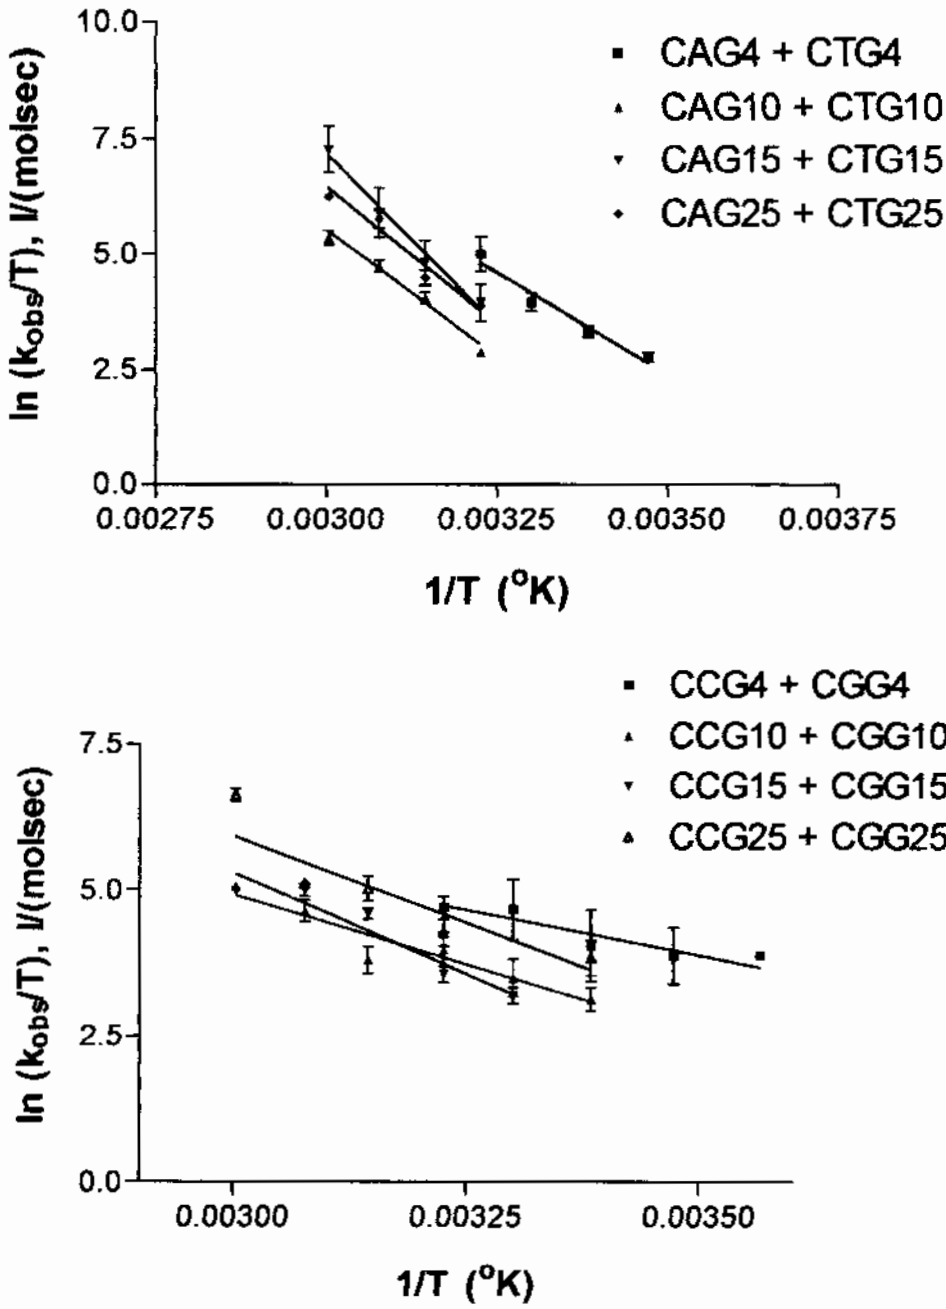 10.0
7.5
5.0
2.5
0.0
ln (kobs/T), l/(molsec)
CAG4 + CTG4
CAG10 + CTG10
CAG15 + CTG15
CAG25 + CTG25
0.00275 0.00300 0.00325 0.00350 0.00375
1/T (°K)
CCG4 + CGG4
CCG10 + CGG10
CCG15 + CGG15
CCG25 + CGG25
7.5
5.0
2.5
0.0
ln (kobs/T), l/(molsec)
0.00300 0.00325 0.00350
1/T (°K)